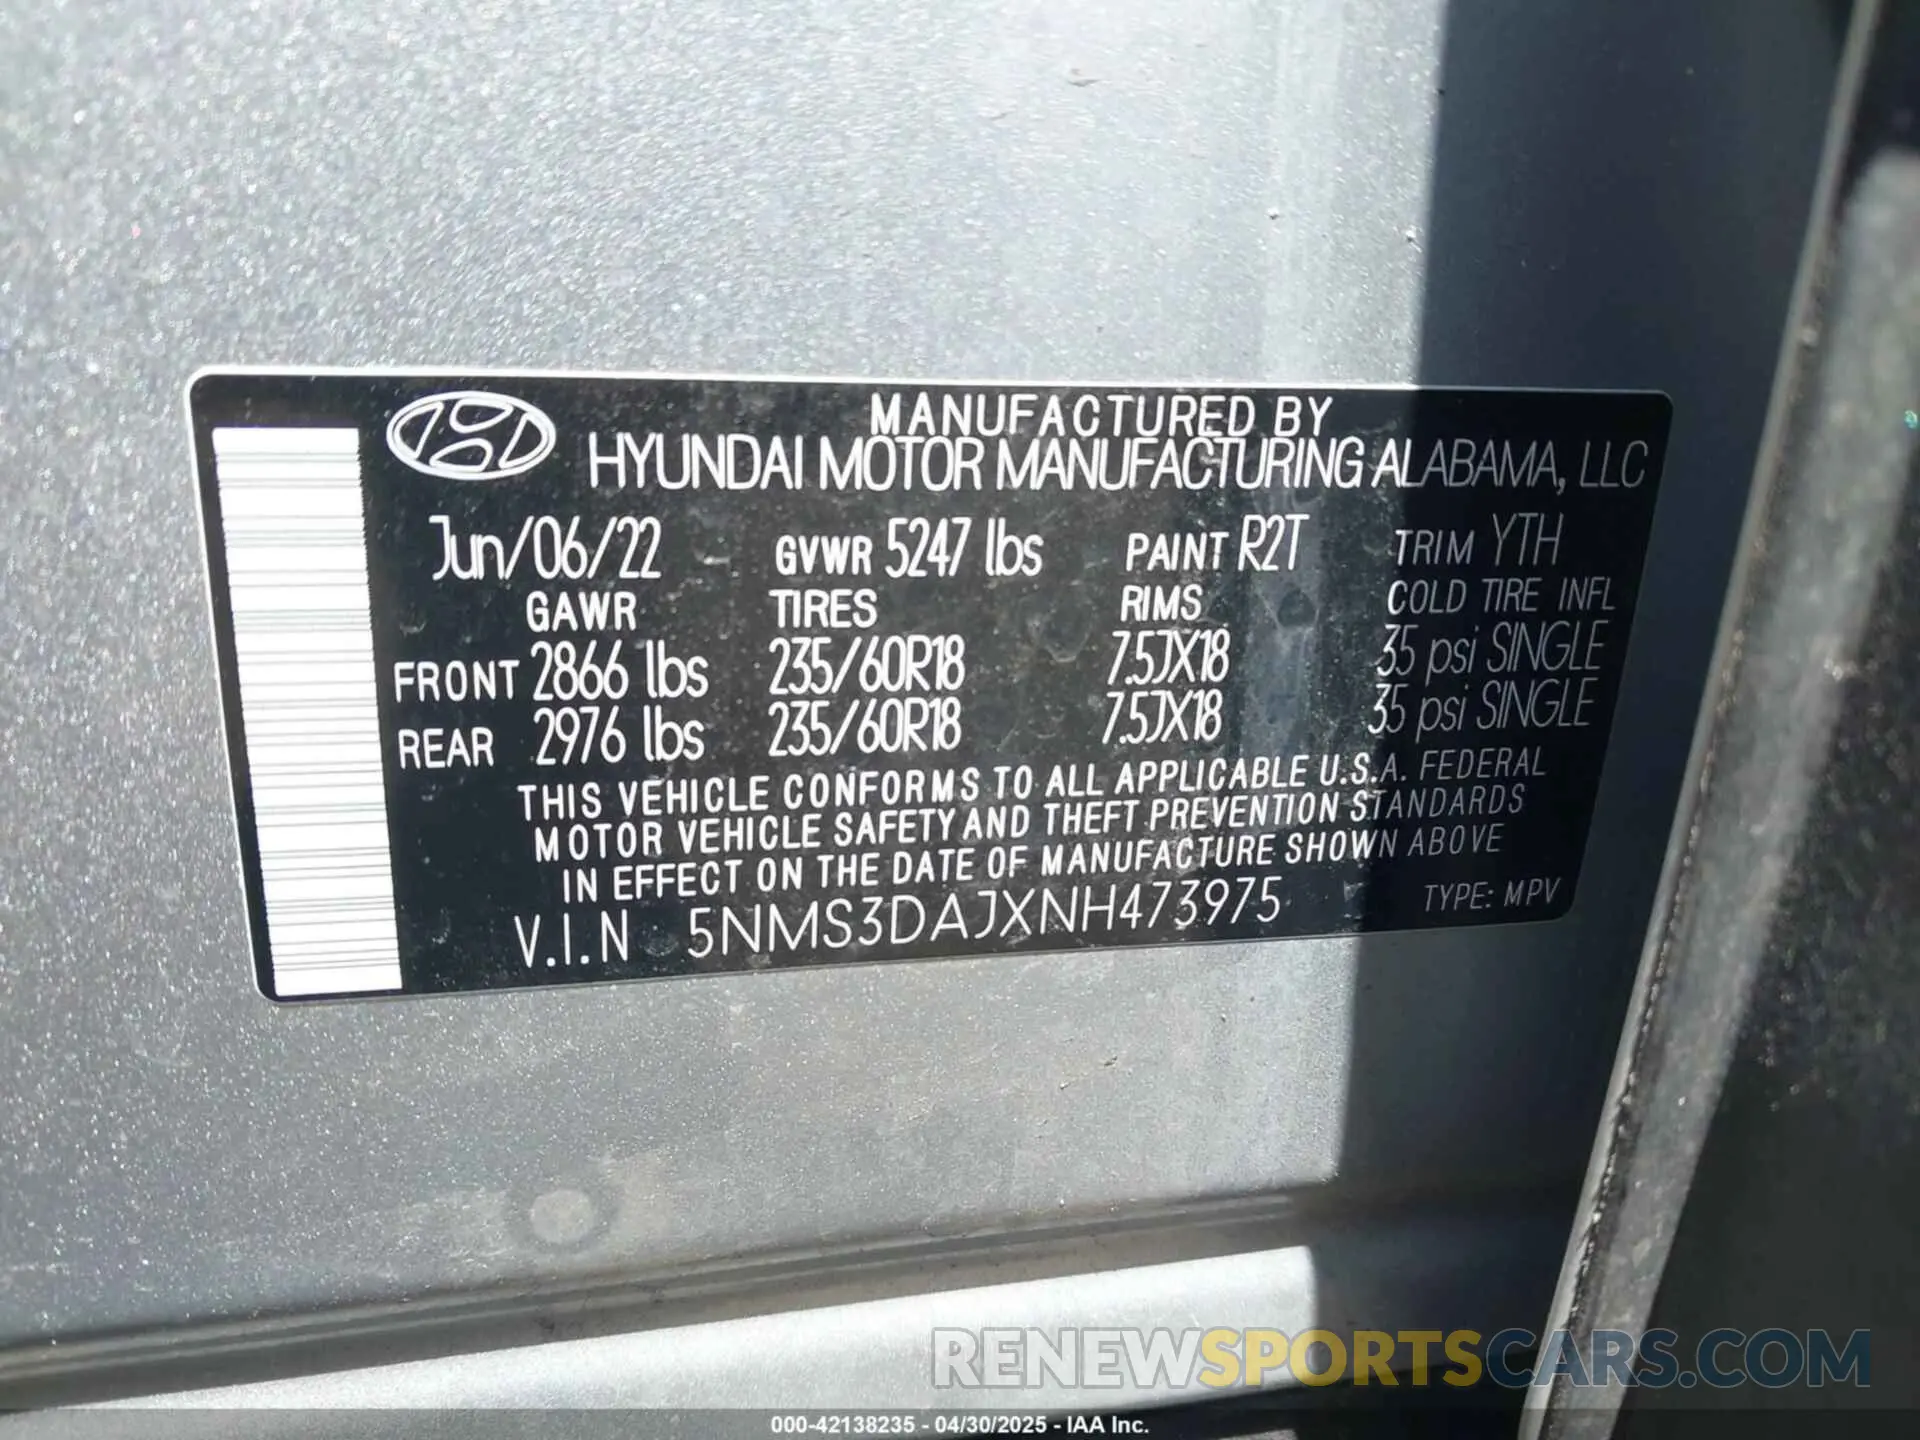 MANUFACTURED BY
HYUNDAI MOTOR MANUFACTURING ALABAMA, LLC
Jun/06/22 GVWR 5247 lbs PAINT R2T TRIM YTH
GAWR TIRES RIMS COLD TIRE INFL
FRONT 2866 lbs 235/60R18 7.5JX18 35 psi SINGLE
REAR 2976 lbs 235/60R18 7.5JX18 35 psi SINGLE
THIS VEHICLE CONFORMS TO ALL APPLICABLE U.S.A. FEDERAL
MOTOR VEHICLE SAFETY AND THEFT PREVENTION STANDARDS
IN EFFECT ON THE DATE OF MANUFACTURE SHOWN ABOVE
V.I.N 5NMS3DAJXNH473975 TYPE: MPV
RENEWSPORTSCARS.COM
000-42138235 - 04/30/2025 - IAA Inc.